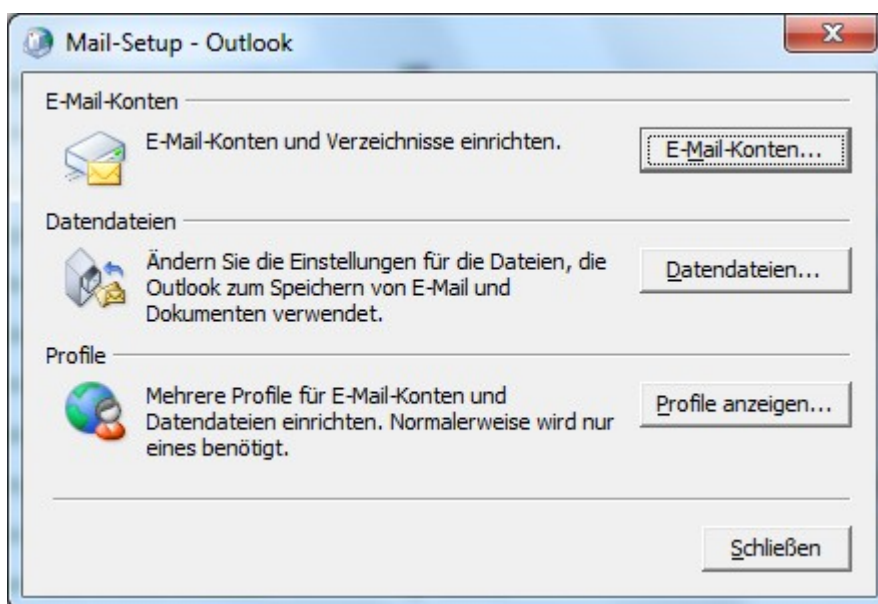 Mail-Setup - Outlook
E-Mail-Konten
E-Mail-Konten und Verzeichnisse einrichten.
E-Mail-Konten...
Datendateien
Ändern Sie die Einstellungen für die Dateien, die
Outlook zum Speichern von E-Mail und
Dokumenten verwendet.
Datendateien...
Profile
Mehrere Profile für E-Mail-Konten und
Datendateien einrichten. Normalerweise wird nur
eines benötigt.
Profile anzeigen...
Schließen